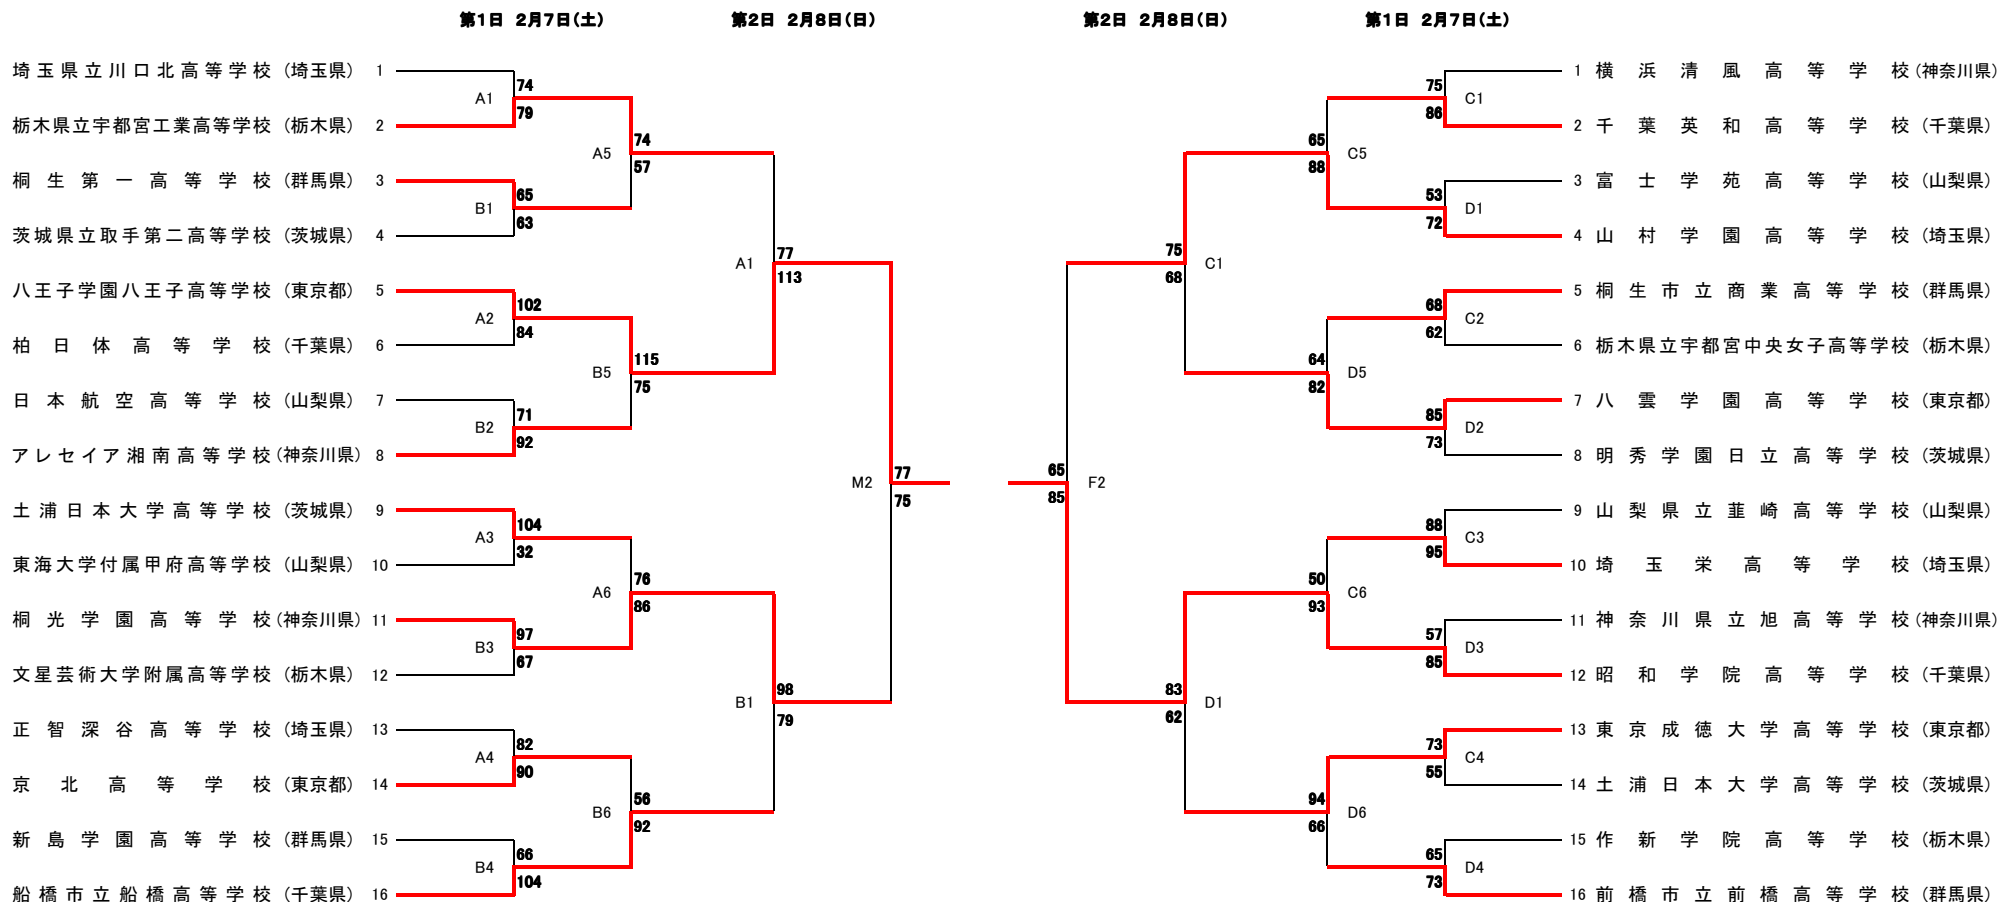 第1日 2月7日(土) 第2日 2月8日(日) 第2日 2月8日(日) 第1日 2月7日(土)
埼玉県立川口北高等学校(埼玉県) 1
74
A1
79
栃木県立宇都宮工業高等学校(栃木県) 2
74
A5
57
桐生第一高等学校(群馬県) 3
65
B1
63
茨城県立取手第二高等学校(茨城県) 4
77
A1
113
八王子学園八王子高等学校(東京都) 5
102
A2
84
柏日体高等学校(千葉県) 6
115
B5
75
日本航空高等学校(山梨県) 7
71
B2
92
アレセイア湘南高等学校(神奈川県) 8
77
M2
75
土浦日本大学高等学校(茨城県) 9
104
A3
32
東海大学付属甲府高等学校(山梨県) 10
76
A6
86
桐光学園高等学校(神奈川県) 11
97
B3
67
文星芸術大学附属高等学校(栃木県) 12
98
B1
79
正智深谷高等学校(埼玉県) 13
82
A4
90
京北高等学校(東京都) 14
56
B6
92
新島学園高等学校(群馬県) 15
66
B4
104
船橋市立船橋高等学校(千葉県) 16
1 横浜清風高等学校(神奈川県)
75
C1
86
2 千葉英和高等学校(千葉県)
65
C5
88
3 富士学苑高等学校(山梨県)
53
D1
72
4 山村学園高等学校(埼玉県)
75
C1
68
5 桐生市立商業高等学校(群馬県)
68
C2
62
6 栃木県立宇都宮中央女子高等学校(栃木県)
64
D5
82
7 八雲学園高等学校(東京都)
85
D2
73
8 明秀学園日立高等学校(茨城県)
65
F2
85
9 山梨県立韮崎高等学校(山梨県)
88
C3
95
10 埼玉栄高等学校(埼玉県)
50
C6
93
11 神奈川県立旭高等学校(神奈川県)
57
D3
85
12 昭和学院高等学校(千葉県)
83
D1
62
13 東京成徳大学高等学校(東京都)
73
C4
55
14 土浦日本大学高等学校(茨城県)
94
D6
66
15 作新学院高等学校(栃木県)
65
D4
73
16 前橋市立前橋高等学校(群馬県)